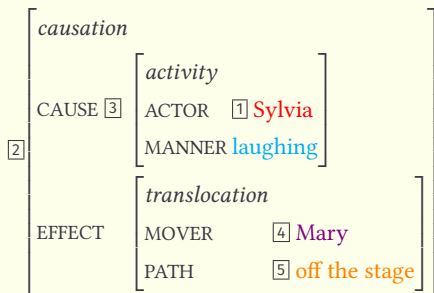 causation
activity
CAUSE 3 ACTOR 1 Sylvia
MANNER laughing
2
translocation
EFFECT MOVER 4 Mary
PATH 5 off the stage